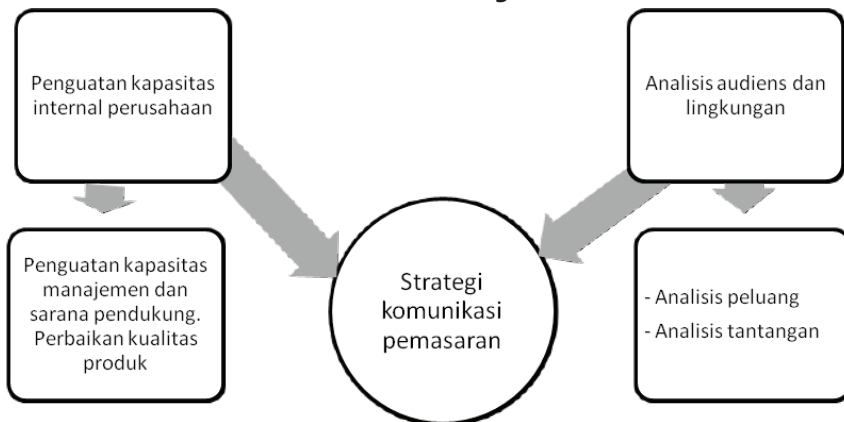 Penguatan kapasitas
internal perusahaan
Analisis audiens dan
lingkungan
Penguatan kapasitas
manajemen dan
sarana pendukung.
Perbaikan kualitas
produk
Strategi
komunikasi
pemasaran
- Analisis peluang
- Analisis tantangan